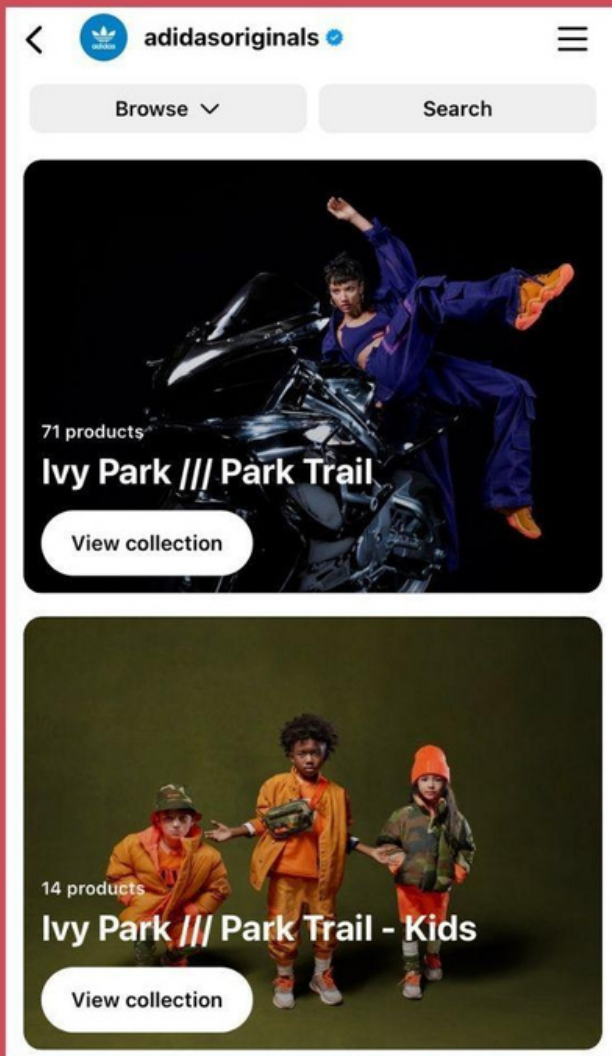 adidas
adidasoriginals
Browse
Search
71 products
Ivy Park /// Park Trail
View collection
14 products
Ivy Park /// Park Trail - Kids
View collection